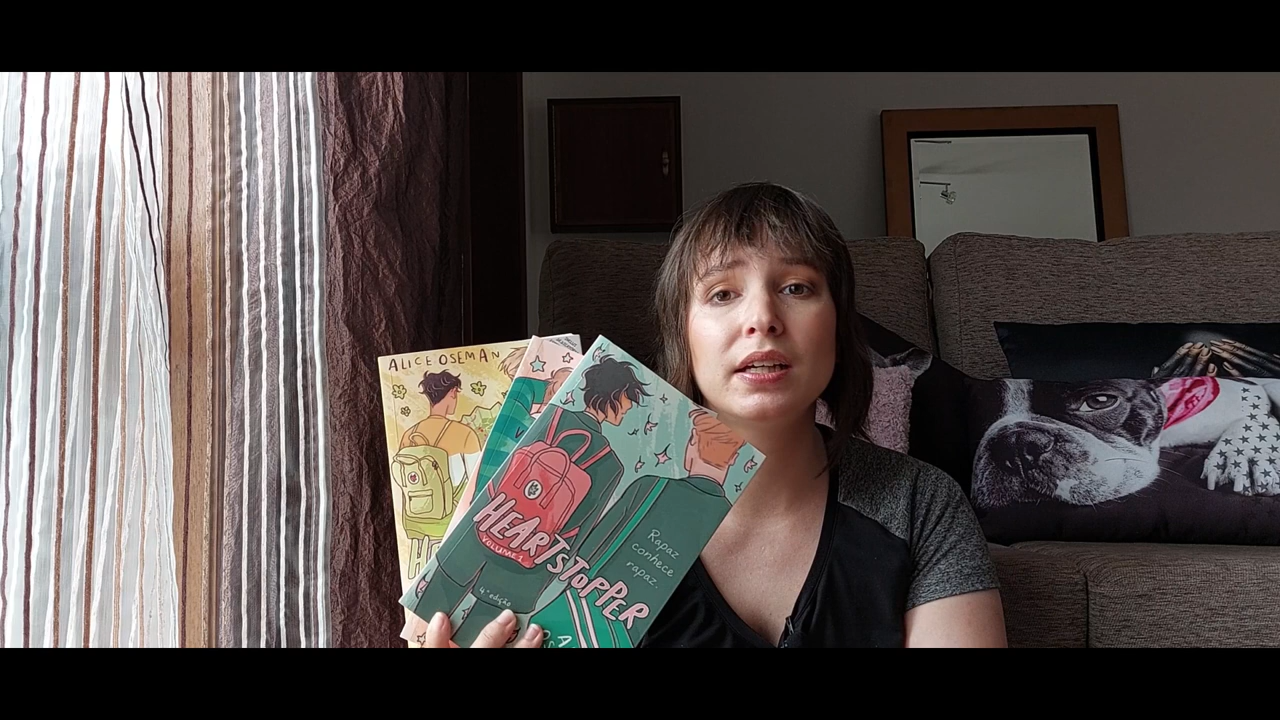 ALICE OSEMAN
HEARTSTOPPER
VOLUME 1
Rapaz
conhece
rapaz.
4ª edição